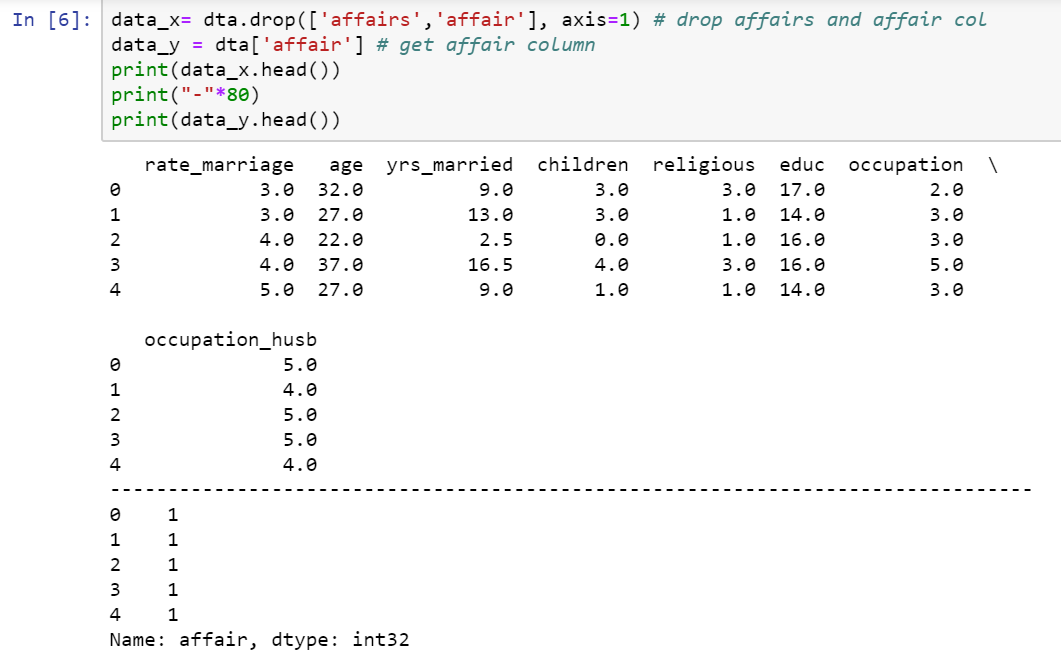 In [6]: data_x= dta.drop(['affairs','affair'], axis=1) # drop affairs and affair col
data_y = dta['affair'] # get affair column
print(data_x.head())
print("-"*80)
print(data_y.head())
   rate_marriage   age  yrs_married  children  religious  educ  occupation  \
0            3.0  32.0          9.0       3.0        3.0  17.0         2.0
1            3.0  27.0         13.0       3.0        1.0  14.0         3.0
2            4.0  22.0          2.5       0.0        1.0  16.0         3.0
3            4.0  37.0         16.5       4.0        3.0  16.0         5.0
4            5.0  27.0          9.0       1.0        1.0  14.0         3.0
   occupation_husb
0              5.0
1              4.0
2              5.0
3              5.0
4              4.0
--------------------------------------------------------------------------------
0    1
1    1
2    1
3    1
4    1
Name: affair, dtype: int32